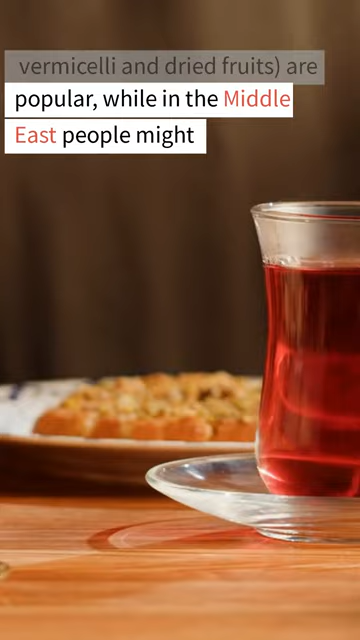 vermicelli and dried fruits) are
popular, while in the Middle
East people might